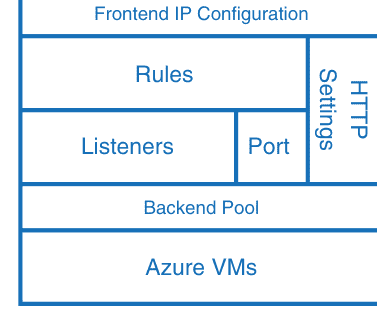 Frontend IP Configuration
Rules
HTTP
Settings
Listeners
Port
Backend Pool
Azure VMs